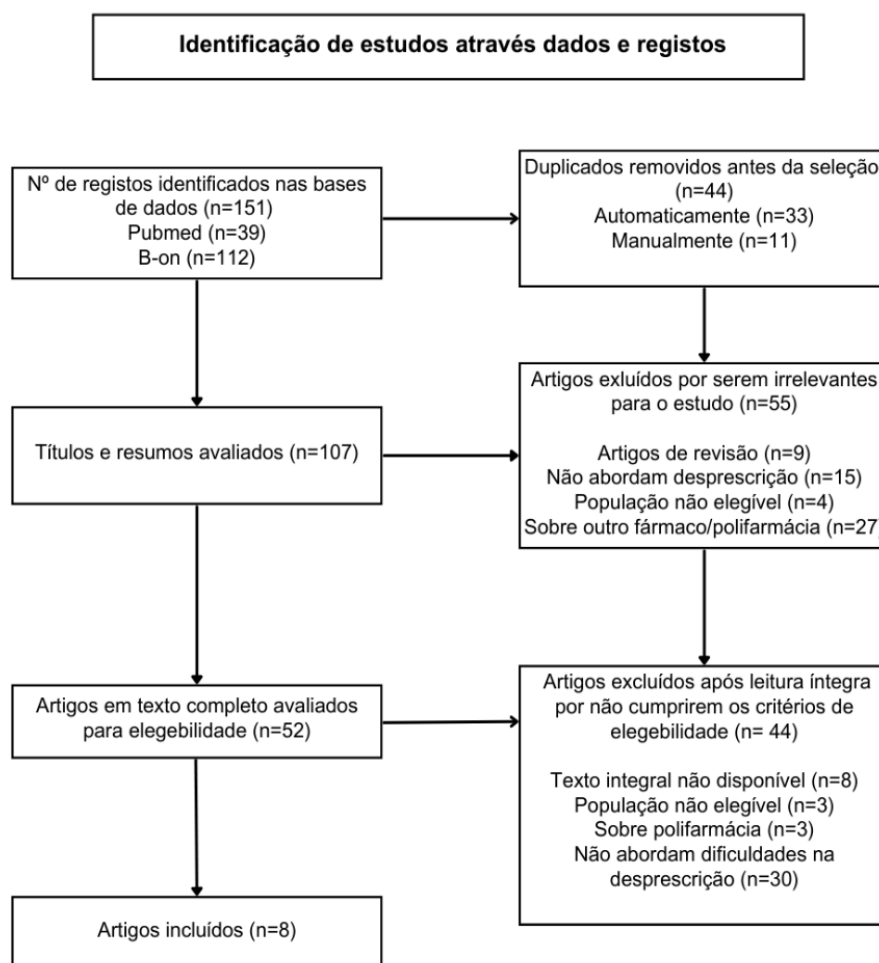 Identificação de estudos através dados e registos
Nº de registos identificados nas bases
de dados (n=151)
Pubmed (n=39)
B-on (n=112)
Duplicados removidos antes da seleção
(n=44)
Automaticamente (n=33)
Manualmente (n=11)
Títulos e resumos avaliados (n=107)
Artigos exluídos por serem irrelevantes
para o estudo (n=55)
Artigos de revisão (n=9)
Não abordam desprescrição (n=15)
População não elegível (n=4)
Sobre outro fármaco/polifarmácia (n=27)
Artigos em texto completo avaliados
para elegebilidade (n=52)
Artigos excluídos após leitura íntegra
por não cumprirem os critérios de
elegebilidade (n= 44)
Texto integral não disponível (n=8)
População não elegível (n=3)
Sobre polifarmácia (n=3)
Não abordam dificuldades na
desprescrição (n=30)
Artigos incluídos (n=8)